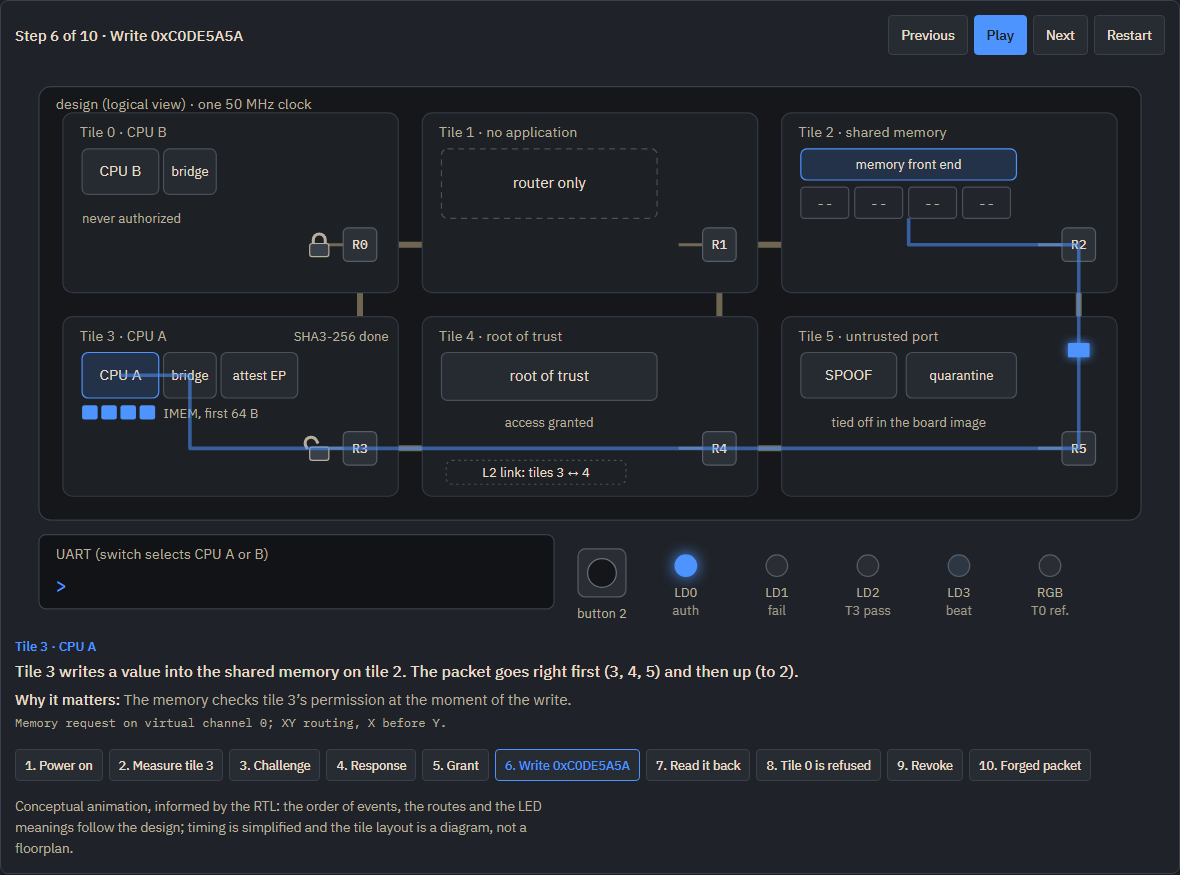 Step 6 of 10 · Write 0xC0DE5A5A
Previous
Play
Next
Restart
design (logical view) · one 50 MHz clock
Tile 0 · CPU B
CPU B
bridge
never authorized
R0
Tile 1 · no application
router only
R1
Tile 2 · shared memory
memory front end
-- -- -- --
R2
Tile 3 · CPU A
SHA3-256 done
CPU A
bridge
attest EP
IMEM, first 64 B
R3
Tile 4 · root of trust
root of trust
access granted
R4
L2 link: tiles 3 ↔ 4
Tile 5 · untrusted port
SPOOF
quarantine
tied off in the board image
R5
UART (switch selects CPU A or B)
>
button 2
LD0
auth
LD1
fail
LD2
T3 pass
LD3
beat
RGB
T0 ref.
Tile 3 · CPU A
Tile 3 writes a value into the shared memory on tile 2. The packet goes right first (3, 4, 5) and then up (to 2).
Why it matters: The memory checks tile 3’s permission at the moment of the write.
Memory request on virtual channel 0; XY routing, X before Y.
1. Power on
2. Measure tile 3
3. Challenge
4. Response
5. Grant
6. Write 0xC0DE5A5A
7. Read it back
8. Tile 0 is refused
9. Revoke
10. Forged packet
Conceptual animation, informed by the RTL: the order of events, the routes and the LED
meanings follow the design; timing is simplified and the tile layout is a diagram, not a
floorplan.